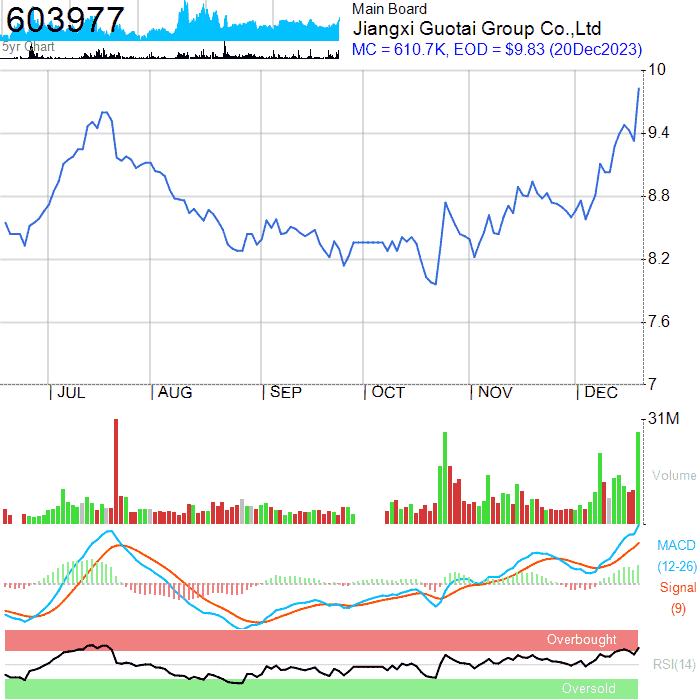 603977
5yr Chart
Main Board
Jiangxi Guotai Group Co.,Ltd
MC = 610.7K, EOD = $9.83 (20Dec2023)
10
9.4
8.8
8.2
7.6
7
JUL AUG SEP OCT NOV DEC
31M
Volume
MACD
(12-26)
Signal
(9)
Overbought
RSI(14)
Oversold